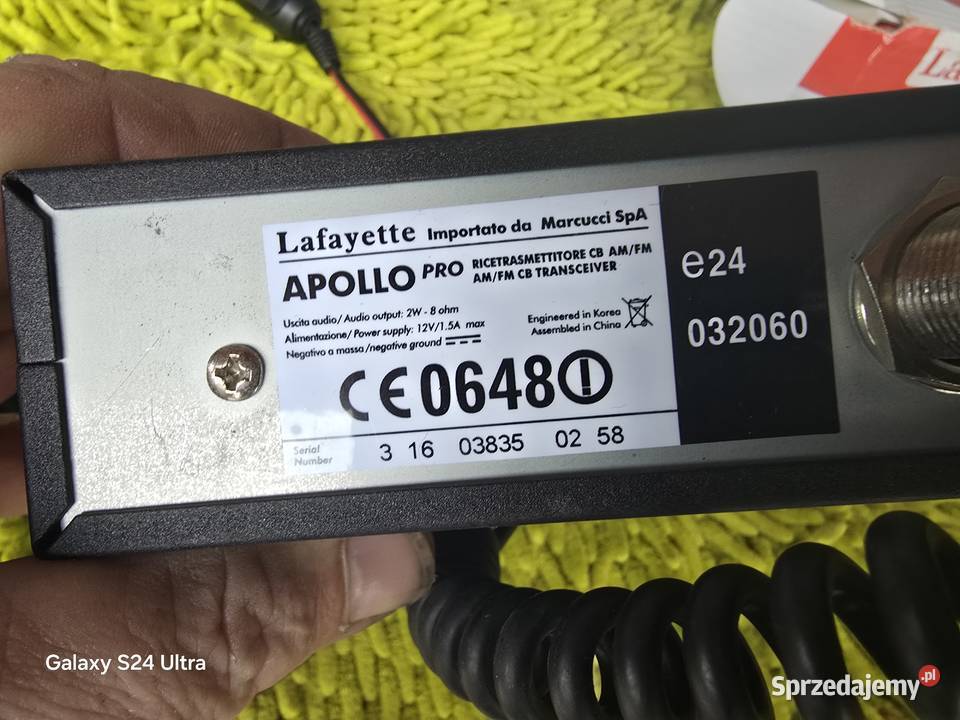 La
Lafayette Importato da Marcucci SpA
APOLLO PRO RICETRASMETTITORE CB AM/FM
AM/FM CB TRANSCEIVER
Uscita audio/Audio output: 2W - 8 ohm
Alimentazione/Power supply: 12V/1.5A max
Negativo a massa/negative ground
Engineered in Korea
Assembled in China
CE0648!
Serial
Number
3 16 03835 02 58
e24
032060
Galaxy S24 Ultra
Sprzedajemy.pl